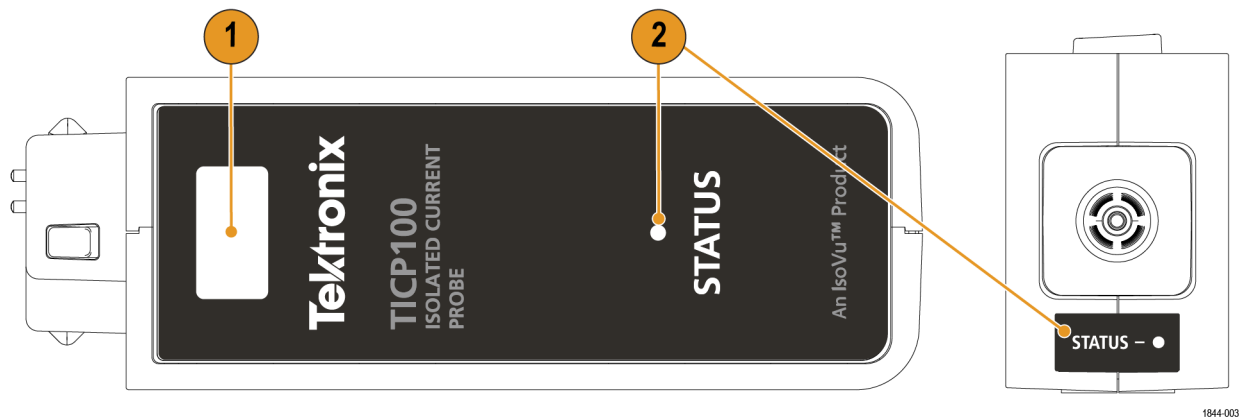 1
2
Tektronix
TICP100
ISOLATED CURRENT
PROBE
STATUS
An IsoVu™ Product
STATUS –
1844-003